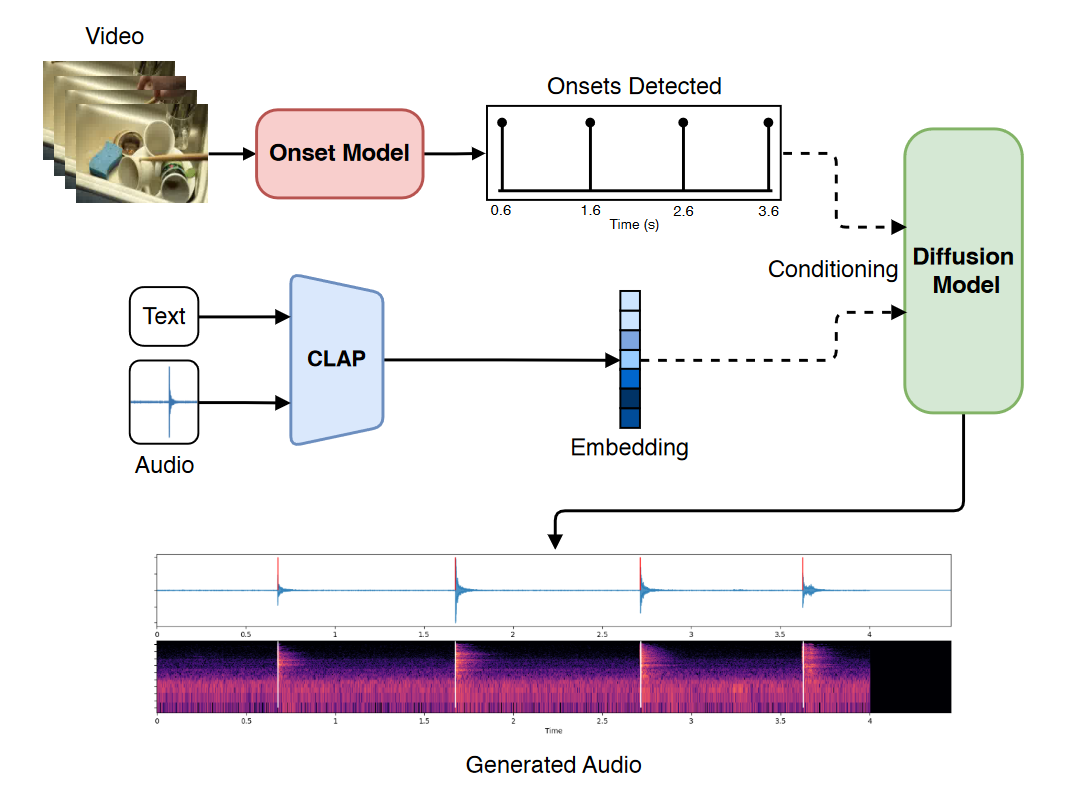 Video
Onsets Detected
Onset Model
0.6 1.6 2.6 3.6
Time (s)
Diffusion
Model
Conditioning
Text
CLAP
Audio
Embedding
0 0.5 1 1.5 2 2.5 3 3.5 4
0 0.5 1 1.5 2 2.5 3 3.5 4
Time
Generated Audio